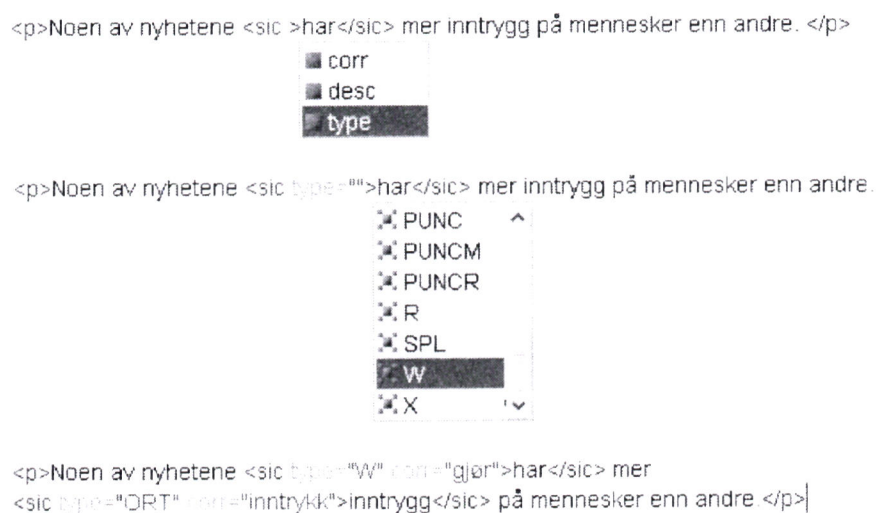 <p>Noen av nyhetene <sic >har</sic> mer inntrygg på mennesker enn andre. </p>
corr
desc
type
<p>Noen av nyhetene <sic type="">har</sic> mer inntrygg på mennesker enn andre.
PUNC
PUNCM
PUNCR
R
SPL
W
X
<p>Noen av nyhetene <sic type="W" corr="gjør">har</sic> mer
<sic type="ORT" corr="inntrykk">inntrygg</sic> på mennesker enn andre.</p>